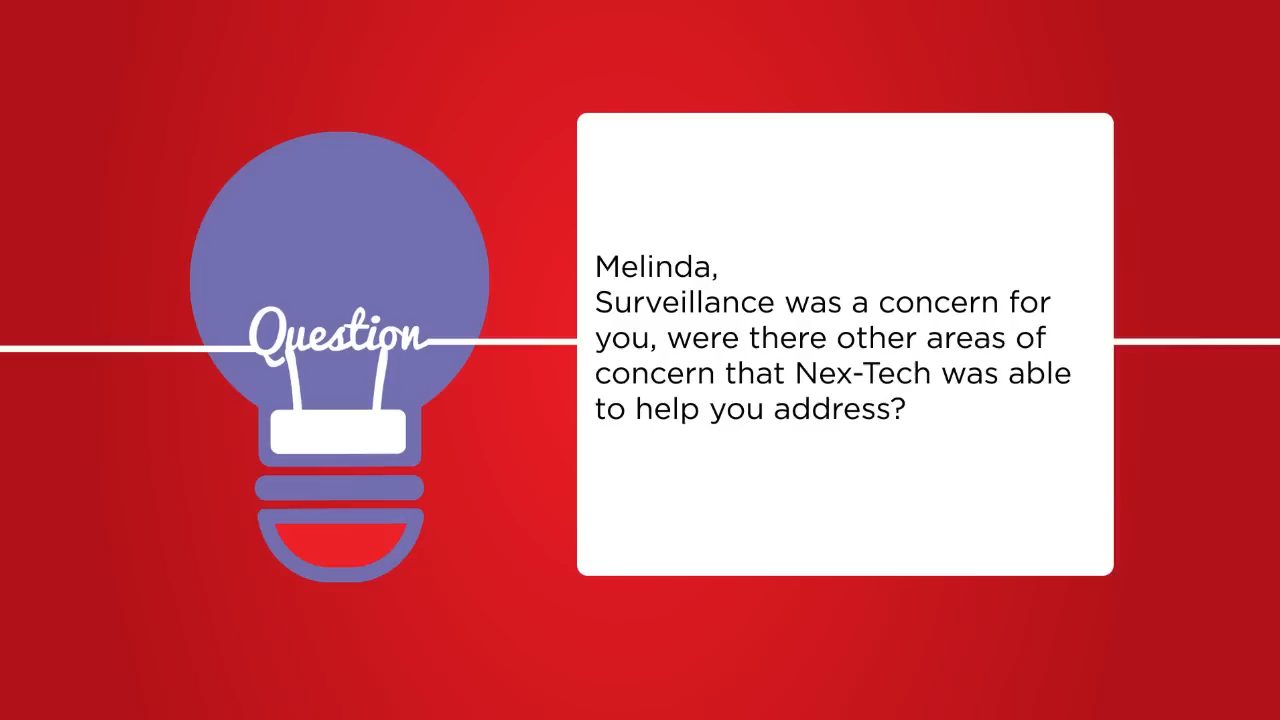 Question
Melinda,
Surveillance was a concern for
you, were there other areas of
concern that Nex-Tech was able
to help you address?